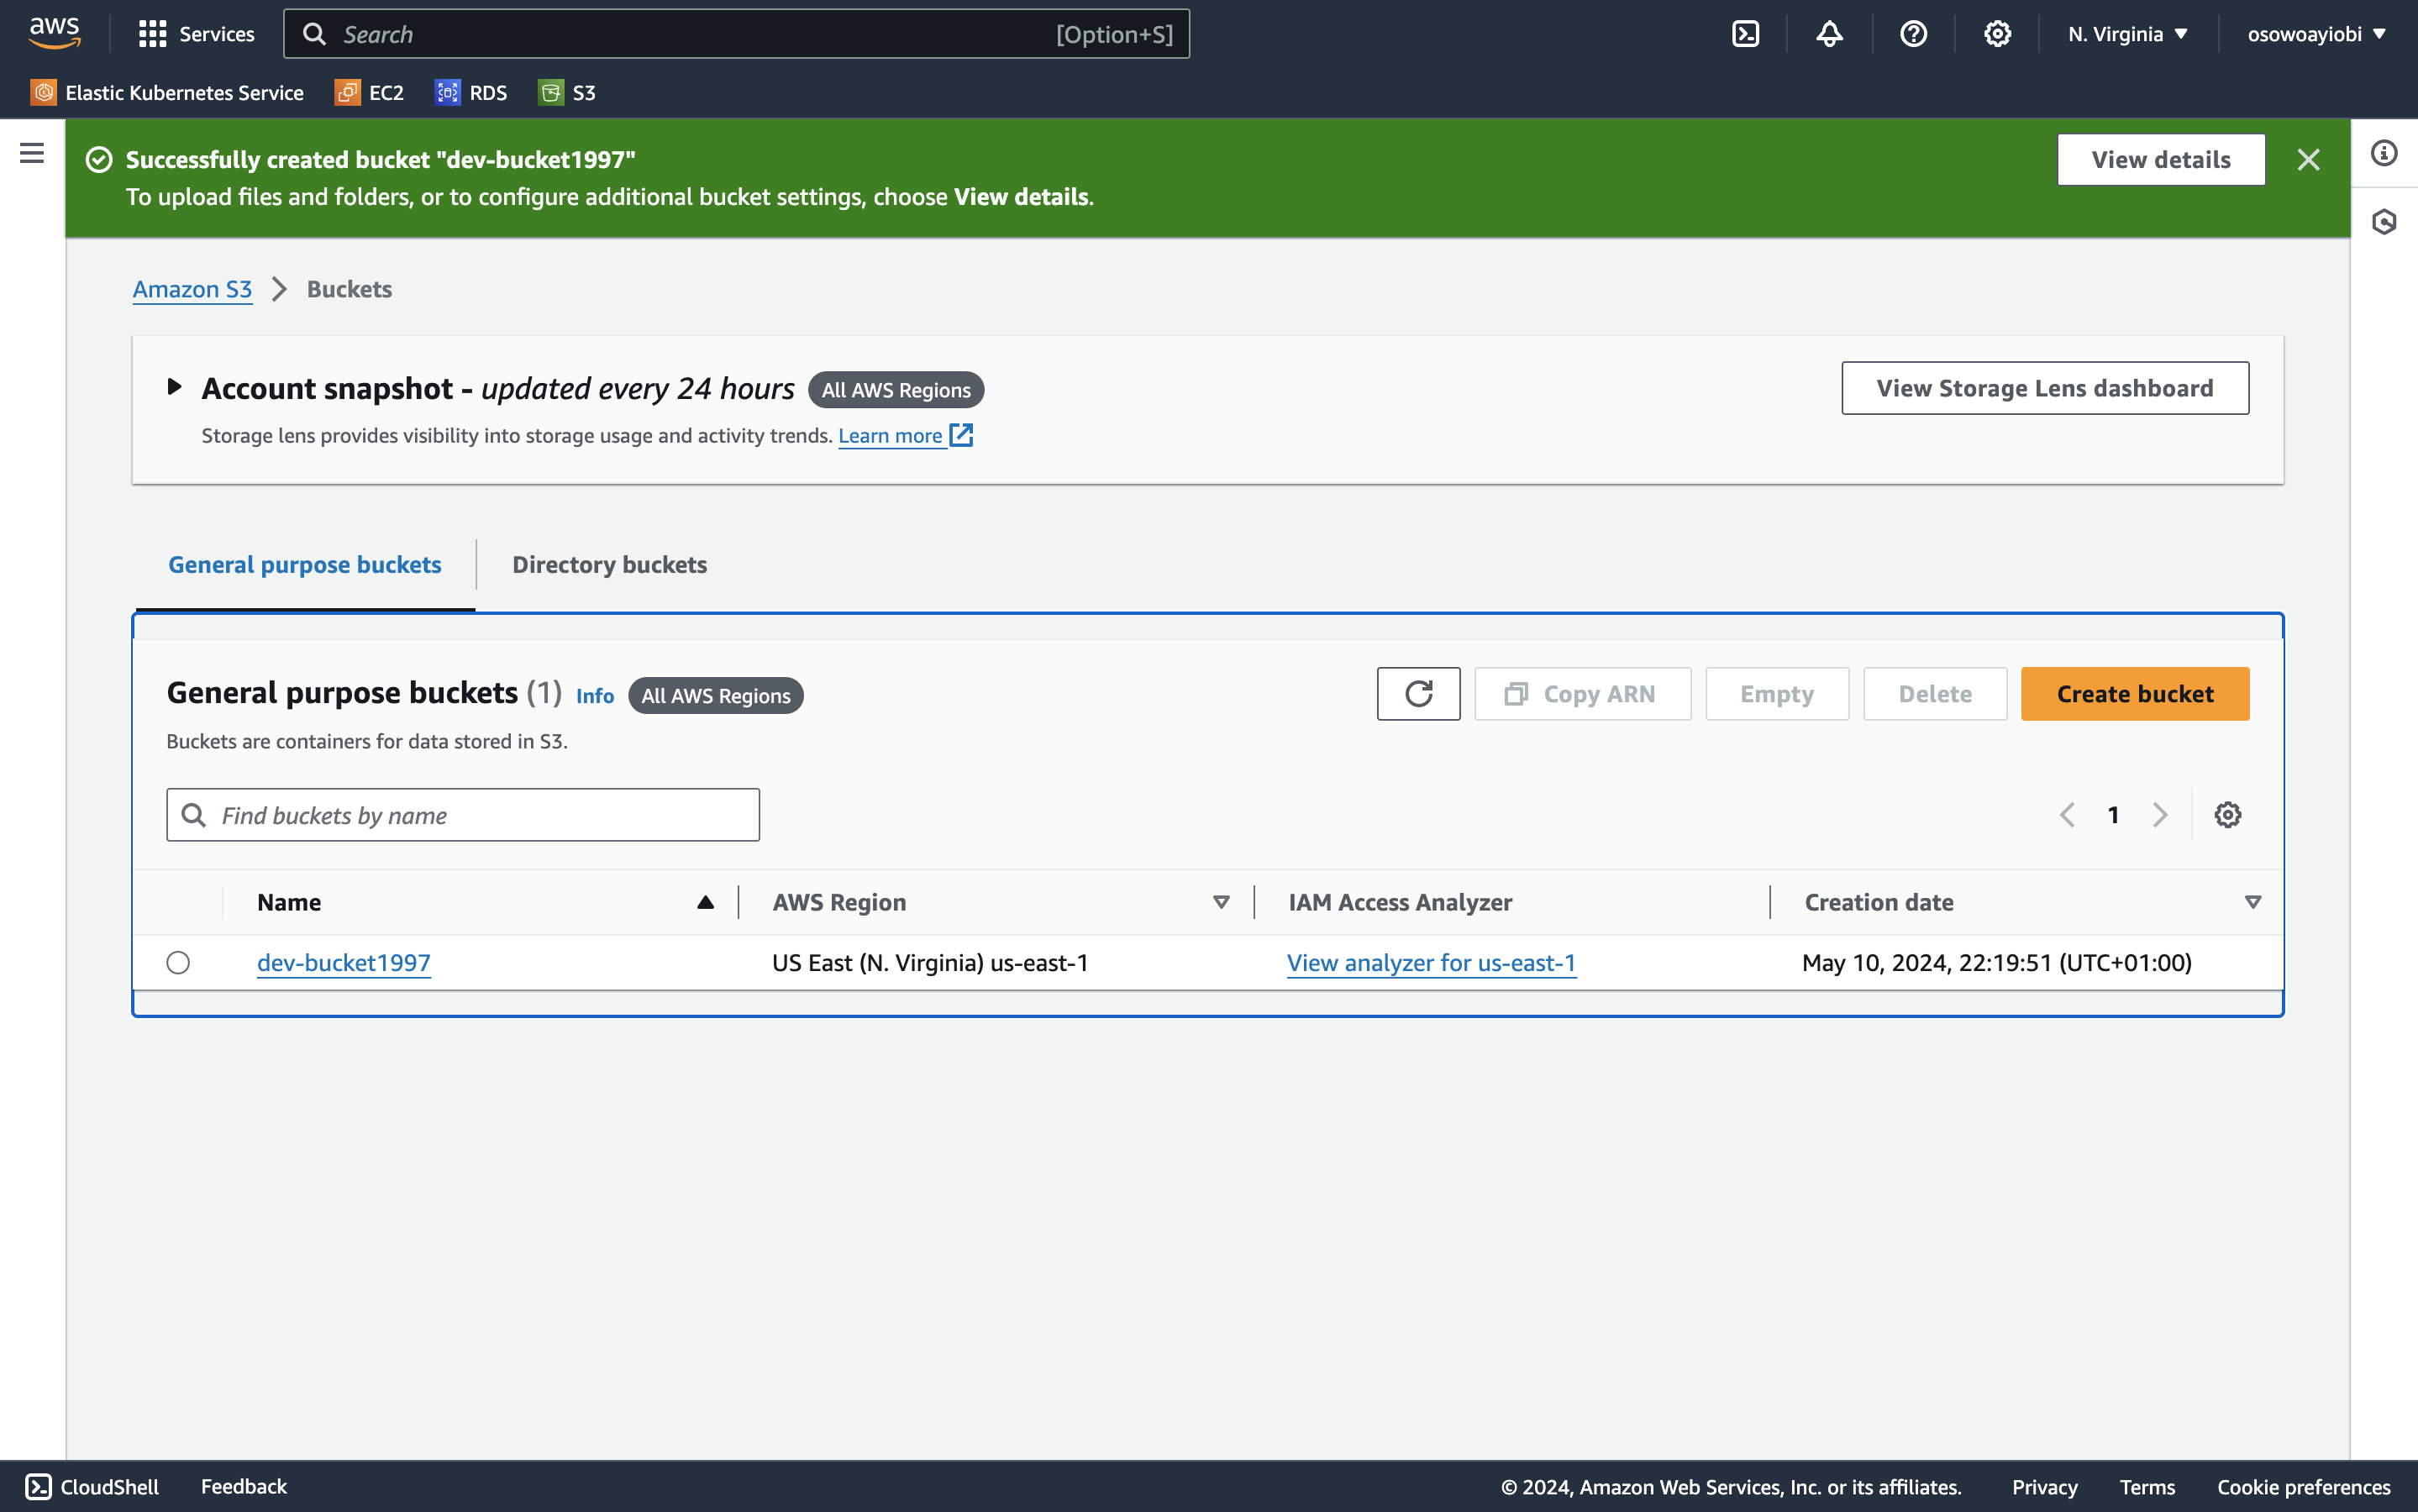 aws
Services
Search
[Option+S]
N. Virginia
osowoayiobi
Elastic Kubernetes Service
EC2
RDS
S3
Successfully created bucket "dev-bucket1997"
To upload files and folders, or to configure additional bucket settings, choose View details.
View details
Amazon S3
Buckets
Account snapshot - updated every 24 hours
All AWS Regions
Storage lens provides visibility into storage usage and activity trends. Learn more
View Storage Lens dashboard
General purpose buckets
Directory buckets
General purpose buckets (1) Info
All AWS Regions
Buckets are containers for data stored in S3.
Copy ARN
Empty
Delete
Create bucket
Find buckets by name
1
Name
AWS Region
IAM Access Analyzer
Creation date
dev-bucket1997
US East (N. Virginia) us-east-1
View analyzer for us-east-1
May 10, 2024, 22:19:51 (UTC+01:00)
CloudShell
Feedback
© 2024, Amazon Web Services, Inc. or its affiliates.
Privacy
Terms
Cookie preferences